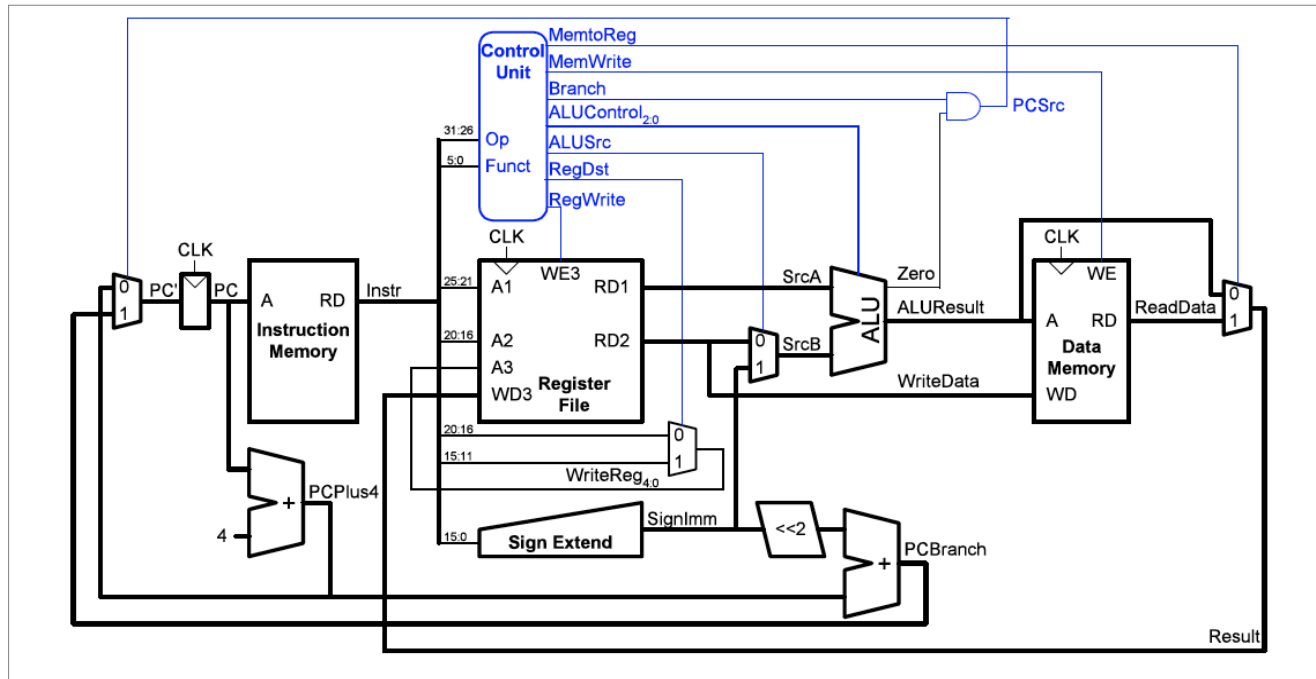 MemtoReg
Control
Unit
MemWrite
Branch
PCSrc
ALUControl2:0
31:26
Op
ALUSrc
5:0
Funct
RegDst
RegWrite
CLK
CLK
CLK
0
1
PC'
PC
A
RD
Instruction
Memory
Instr
25:21
A1
WE3
RD1
SrcA
Zero
WE
0
1
20:16
A2
RD2
0
1
SrcB
ALU
ALUResult
A
RD
ReadData
Data
Memory
A3
WD3
Register
File
WriteData
WD
20:16
0
15:11
1
WriteReg4:0
PCPlus4
+
4
SignImm
15:0
Sign Extend
<<2
PCBranch
+
Result